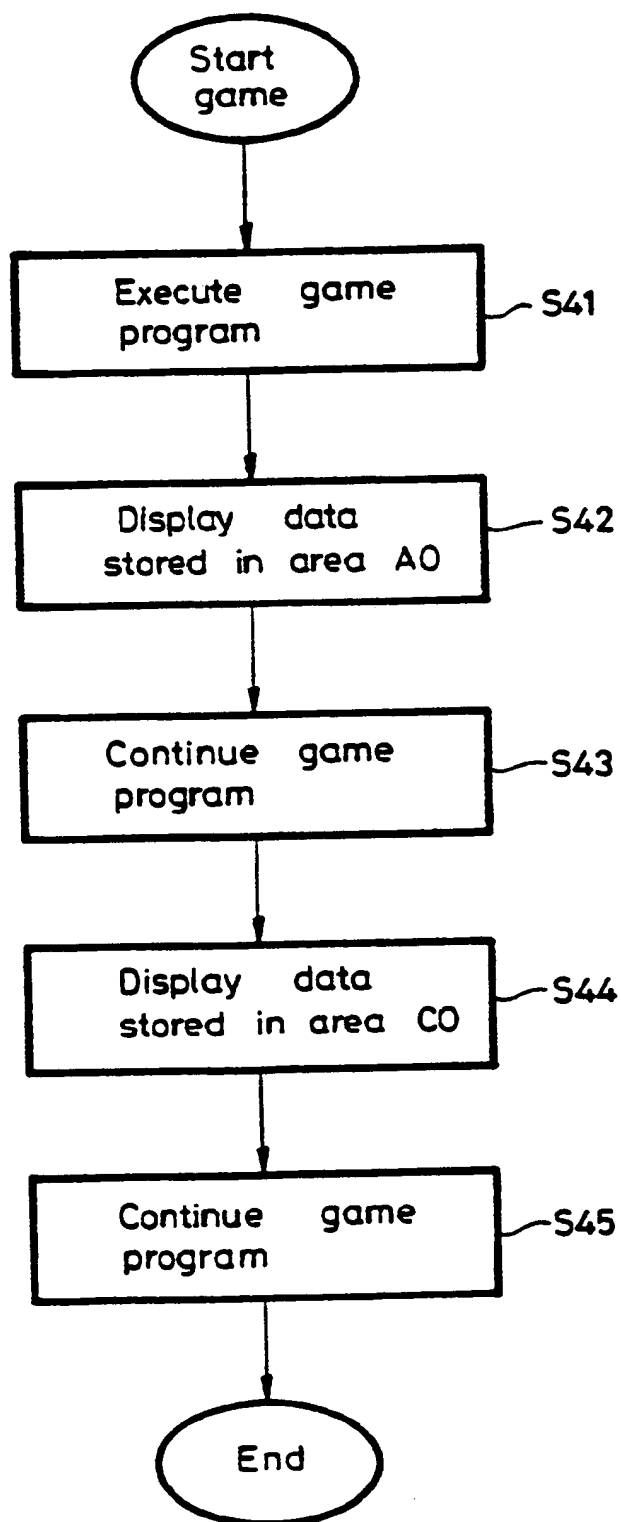 Start
game
Execute game
program
S41
Display data
stored in area A0
S42
Continue game
program
S43
Display data
stored in area C0
S44
Continue game
program
S45
End